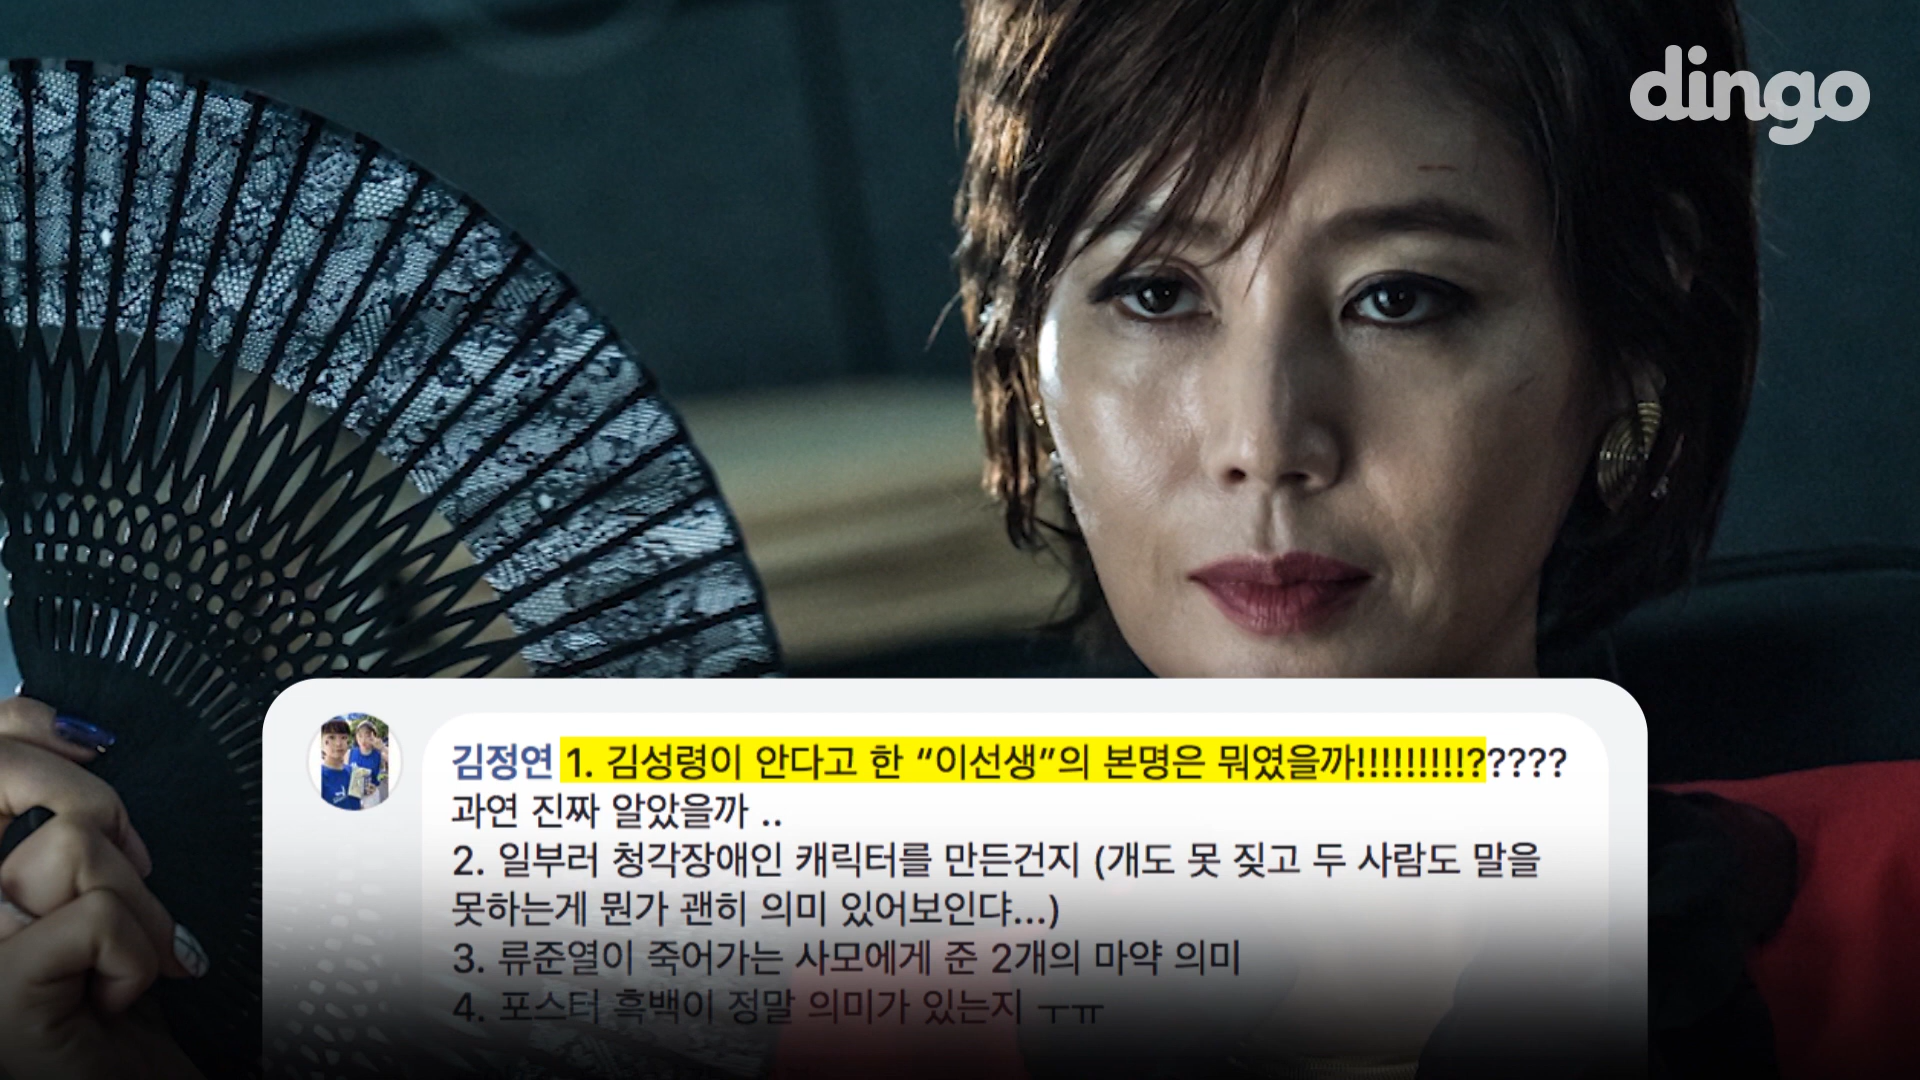 dingo
김정연 1. 김성령이 안다고 한 “이선생”의 본명은 뭐였을까!!!!!!!!!?????
과연 진짜 알았을까 ..
2. 일부러 청각장애인 캐릭터를 만든건지 (개도 못 짖고 두 사람도 말을
못하는게 뭔가 괜히 의미 있어보인댜...)
3. 류준열이 죽어가는 사모에게 준 2개의 마약 의미
4. 포스터 흑백이 정말 의미가 있는지 ㅜㅠ